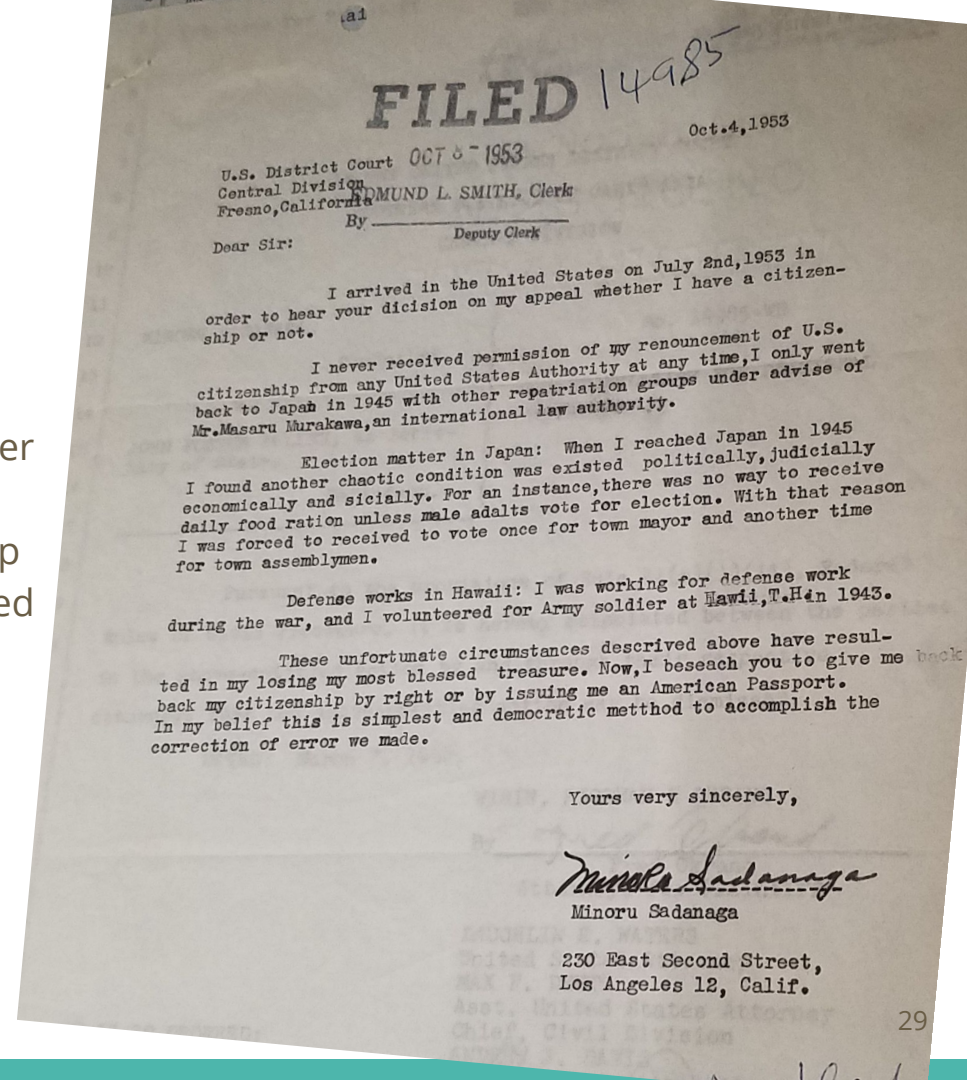 ai
FILED 14985
Oct.4,1953
U.S. District Court OCT 1953
Central Division
EDMUND L. SMITH, Clerk
Fresno,California
By
Deputy Clerk
Dear Sir:
I arrived in the United States on July 2nd,1953 in
order to hear your dicision on my appeal whether I have a citizen-
ship or not.
I never received permission of my renouncement of U.S.
citizenship from any United States Authority at any time,I only went
back to Japan in 1945 with other repatriation groups under advise of
Mr.Masaru Murakawa,an international law authority.
Election matter in Japan: When I reached Japan in 1945
I found another chaotic condition was existed politically,judicially
economically and sicially. For an instance,there was no way to receive
daily food ration unless male adalts vote for election. With that reason
I was forced to received to vote once for town mayor and another time
for town assemblymen.
Defense works in Hawaii: I was working for defense work
during the war, and I volunteered for Army soldier at Hawii,T.H.in 1943.
These unfortunate circumstances descrived above have resul-
ted in my losing my most blessed treasure. Now,I beseach you to give me back
back my citizenship by right or by issuing me an American Passport.
In my belief this is simplest and democratic metthod to accomplish the
correction of error we made.
Yours very sincerely,
Minoru Sadanaga
Minoru Sadanaga
230 East Second Street,
Los Angeles 12, Calif.
er
p
ed
29